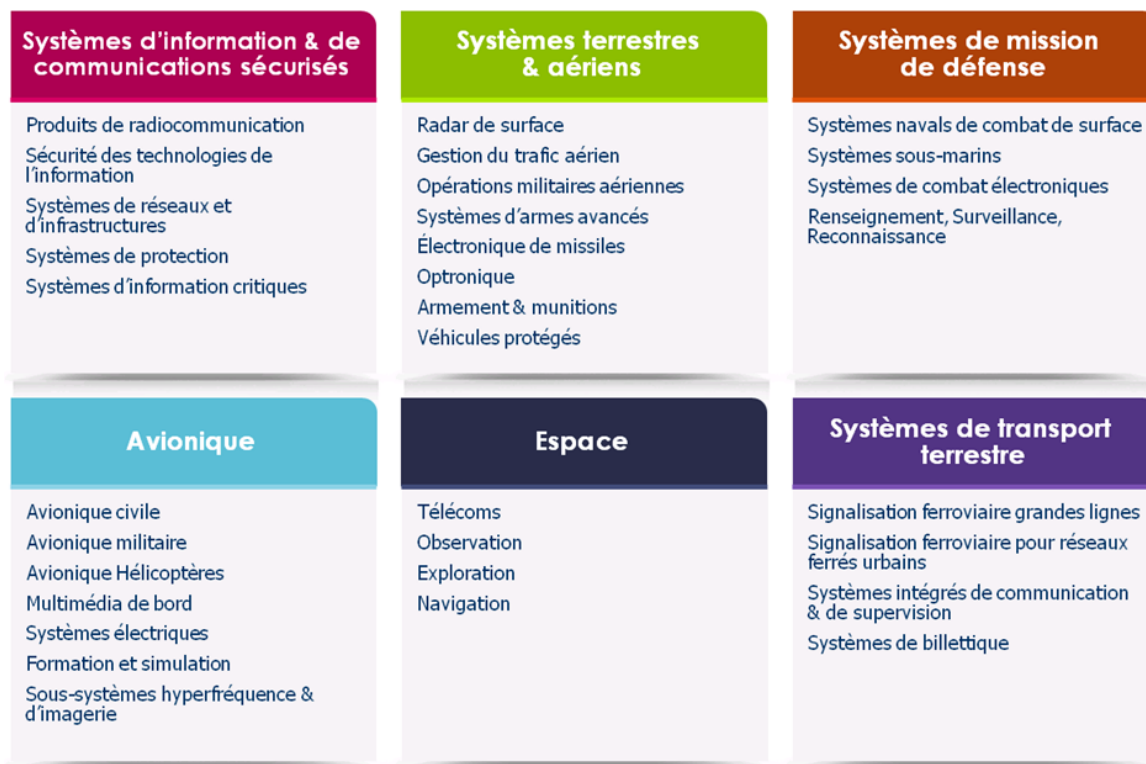 Systèmes d’information & de
communications sécurisés
Produits de radiocommunication
Sécurité des technologies de
l’information
Systèmes de réseaux et
d’infrastructures
Systèmes de protection
Systèmes d’information critiques
Systèmes terrestres
& aériens
Radar de surface
Gestion du trafic aérien
Opérations militaires aériennes
Systèmes d’armes avancés
Électronique de missiles
Optronique
Armement & munitions
Véhicules protégés
Systèmes de mission
de défense
Systèmes navals de combat de surface
Systèmes sous-marins
Systèmes de combat électroniques
Renseignement, Surveillance,
Reconnaissance
Avionique
Avionique civile
Avionique militaire
Avionique Hélicoptères
Multimédia de bord
Systèmes électriques
Formation et simulation
Sous-systèmes hyperfréquence &
d’imagerie
Espace
Télécoms
Observation
Exploration
Navigation
Systèmes de transport
terrestre
Signalisation ferroviaire grandes lignes
Signalisation ferroviaire pour réseaux
ferrés urbains
Systèmes intégrés de communication
& de supervision
Systèmes de billettique